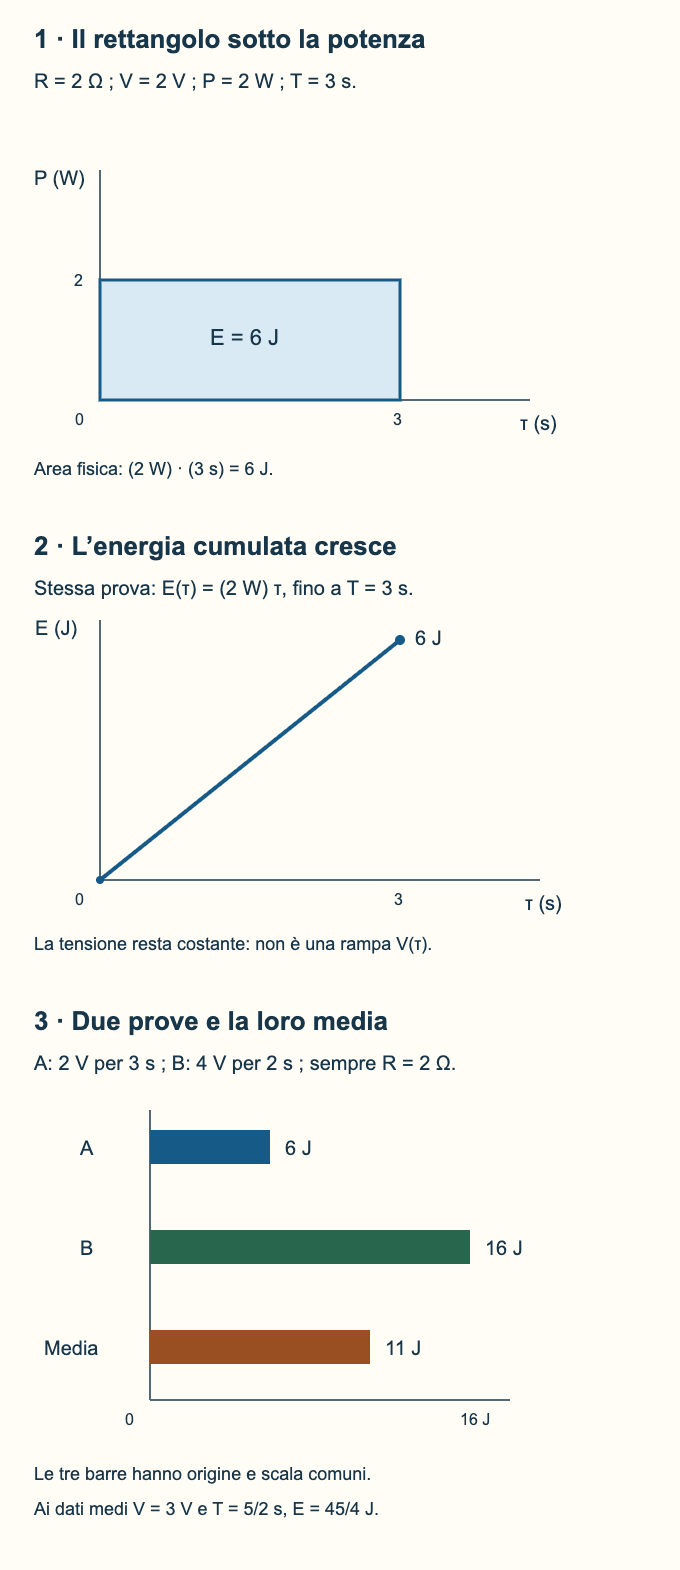 1 · Il rettangolo sotto la potenza
R = 2 Ω ; V = 2 V ; P = 2 W ; T = 3 s.
P (W)
2
E = 6 J
0
3
τ (s)
Area fisica: (2 W) · (3 s) = 6 J.
2 · L’energia cumulata cresce
Stessa prova: E(τ) = (2 W) τ, fino a T = 3 s.
E (J)
6 J
0
3
τ (s)
La tensione resta costante: non è una rampa V(τ).
3 · Due prove e la loro media
A: 2 V per 3 s ; B: 4 V per 2 s ; sempre R = 2 Ω.
A
6 J
B
16 J
Media
11 J
0
16 J
Le tre barre hanno origine e scala comuni.
Ai dati medi V = 3 V e T = 5/2 s, E = 45/4 J.